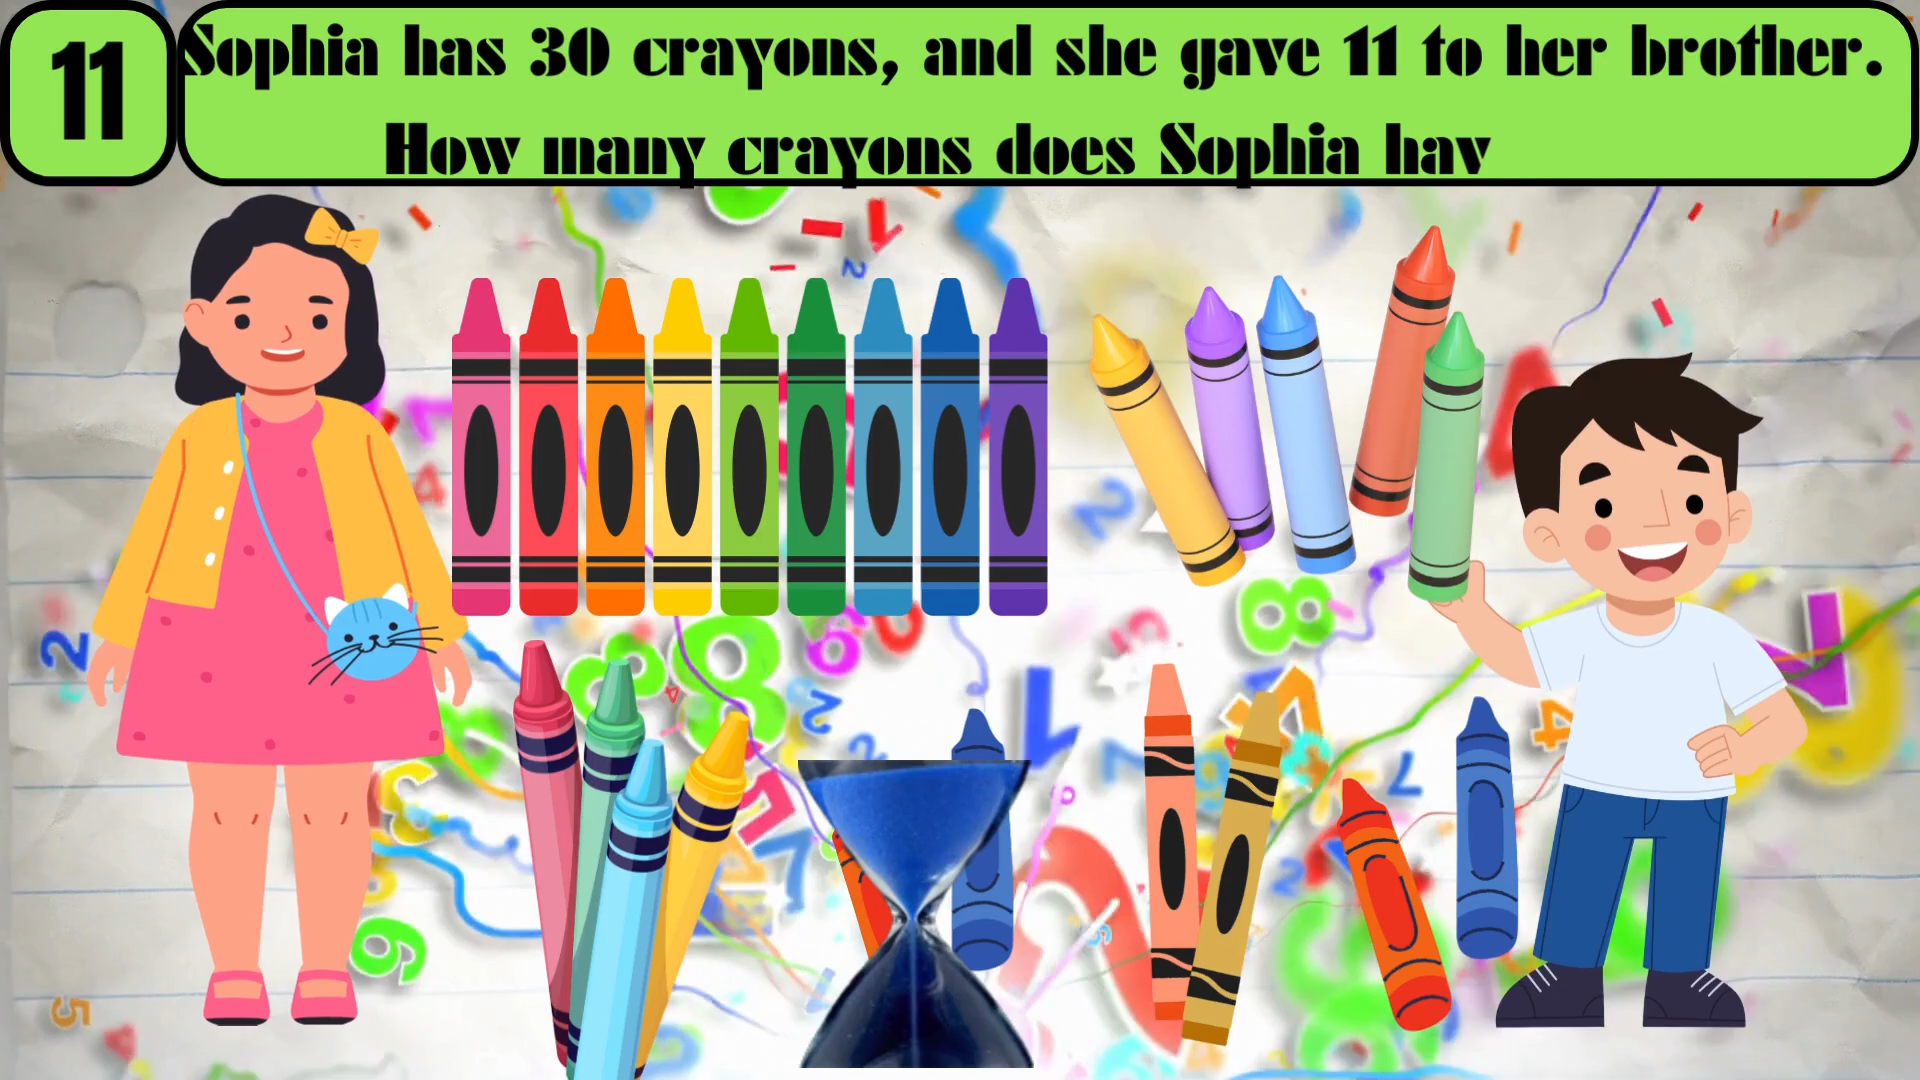 11
Sophia has 30 crayons, and she gave 11 to her brother.
How many crayons does Sophia hav